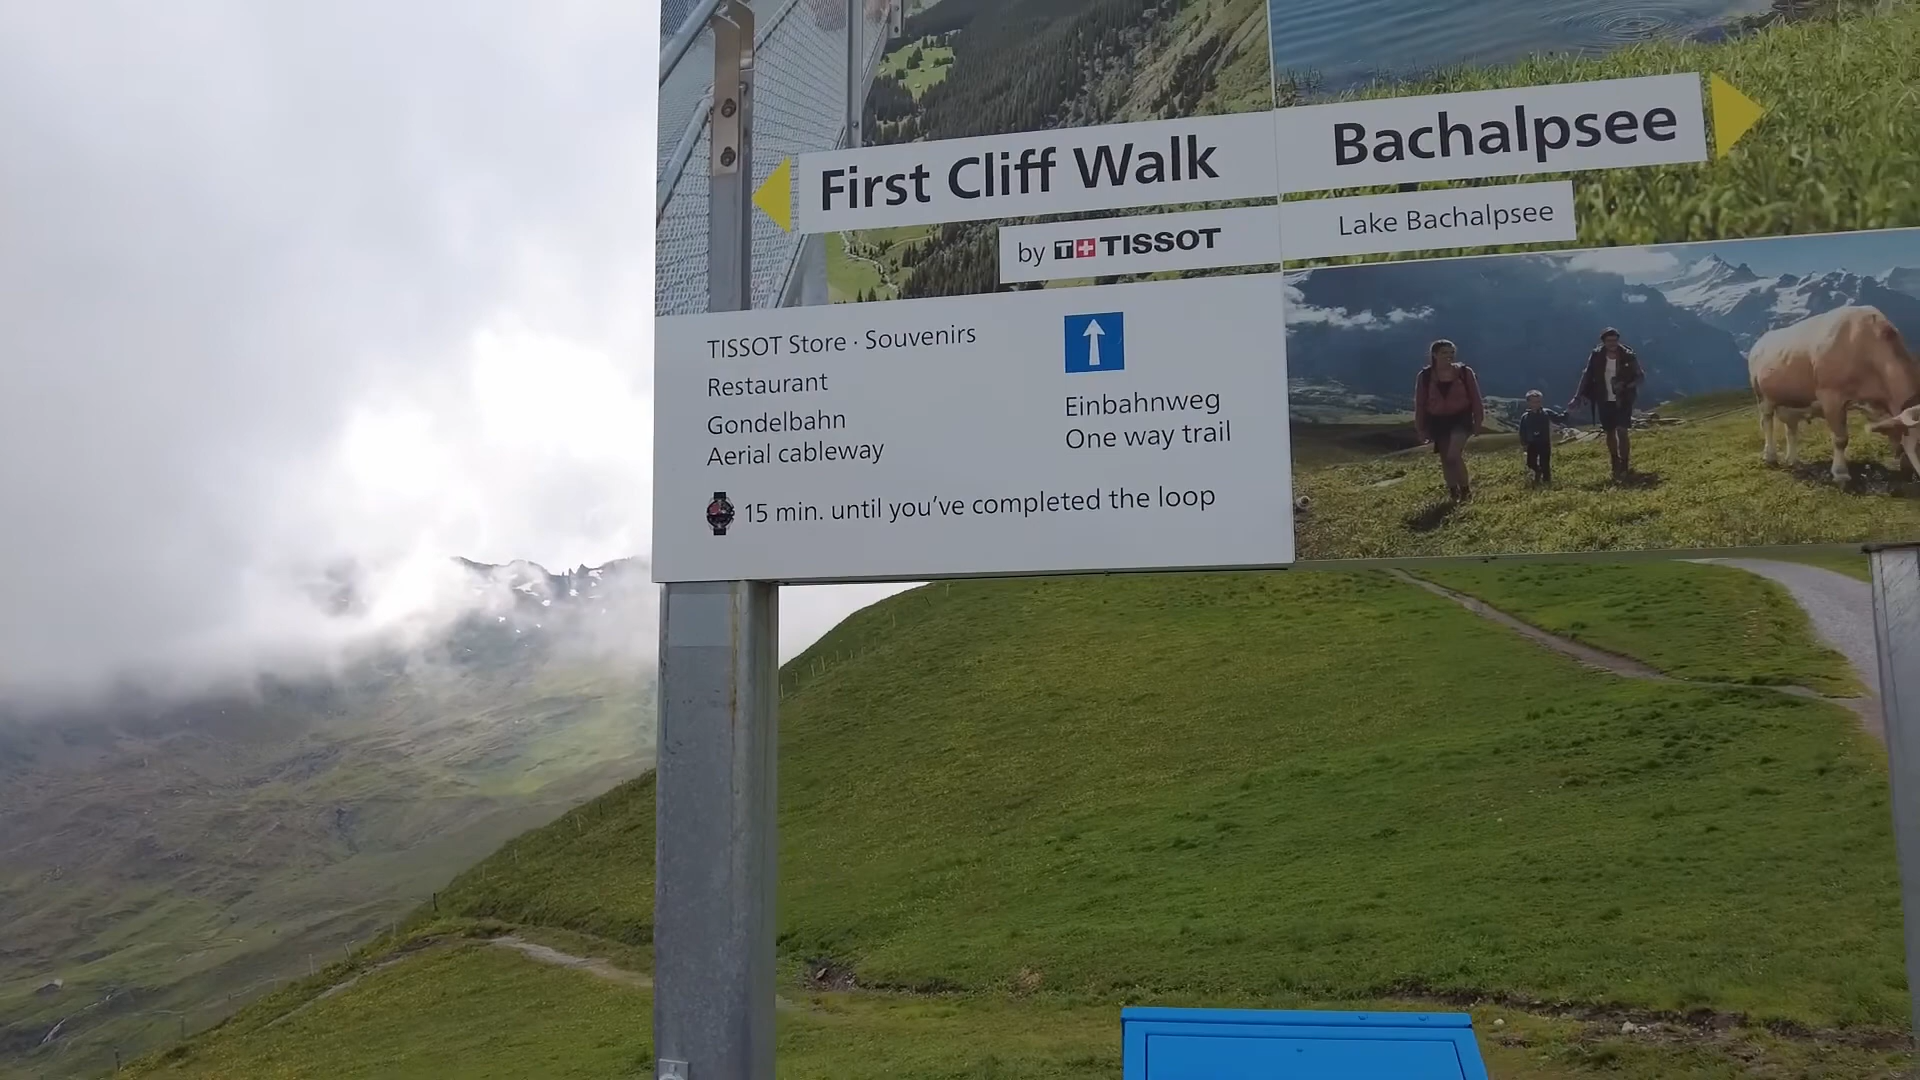 First Cliff Walk
by T+ TISSOT
Bachalpsee
Lake Bachalpsee
TISSOT Store · Souvenirs
Restaurant
Gondelbahn
Aerial cableway
Einbahnweg
One way trail
15 min. until you've completed the loop